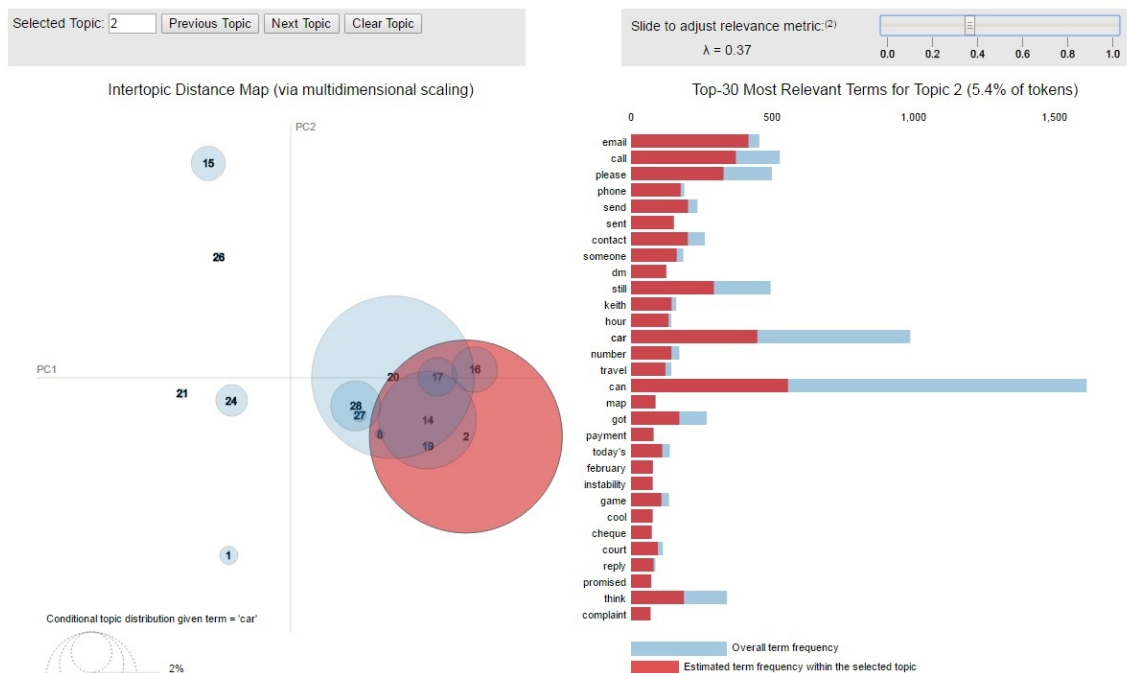 Selected Topic: 2 Previous Topic Next Topic Clear Topic
Slide to adjust relevance metric:(2)
λ = 0.37
0.0 0.2 0.4 0.6 0.8 1.0
Intertopic Distance Map (via multidimensional scaling)
PC2
PC1
15
26
20
17
16
21
24
28
27
14
8
2
19
1
Conditional topic distribution given term = 'car'
2%
Top-30 Most Relevant Terms for Topic 2 (5.4% of tokens)
0 500 1,000 1,500
email
call
please
phone
send
sent
contact
someone
dm
still
keith
hour
car
number
travel
can
map
got
payment
today's
february
instability
game
cool
cheque
court
reply
promised
think
complaint
Overall term frequency
Estimated term frequency within the selected topic